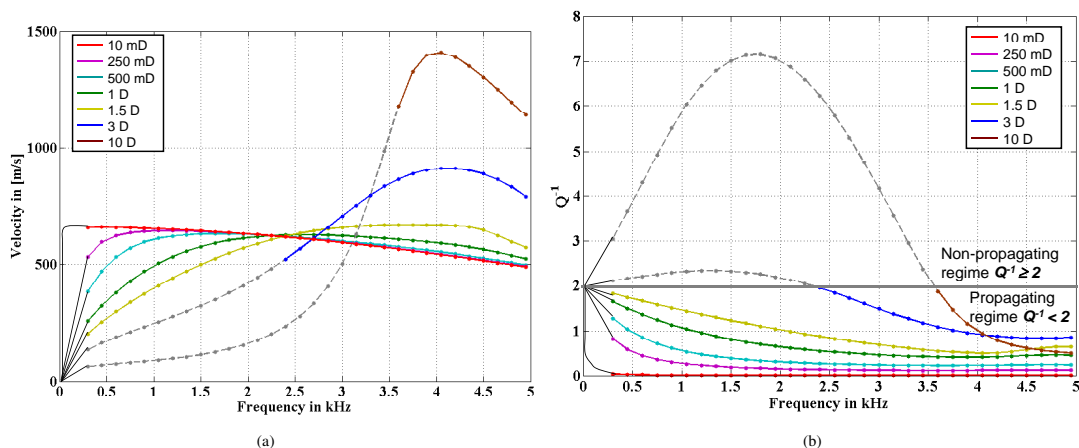 1500
1000
500
0
Velocity in [m/s]
10 mD
250 mD
500 mD
1 D
1.5 D
3 D
10 D
0 0.5 1 1.5 2 2.5 3 3.5 4 4.5 5
Frequency in kHz
(a)
8
7
6
5
4
3
2
1
0
Q-1
10 mD
250 mD
500 mD
1 D
1.5 D
3 D
10 D
Non-propagating
regime Q-1 ≥ 2
Propagating
regime Q-1 < 2
0.5 1 1.5 2 2.5 3 3.5 4 4.5 5
Frequency in kHz
(b)